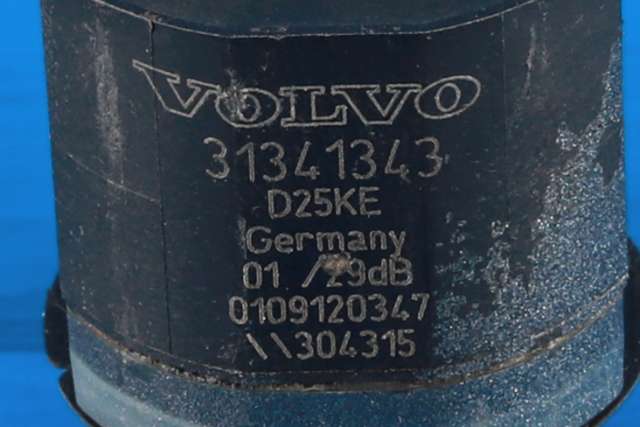 VOLVO
31341343
D25KE
Germany
01 /29dB
0109120347
\\304315